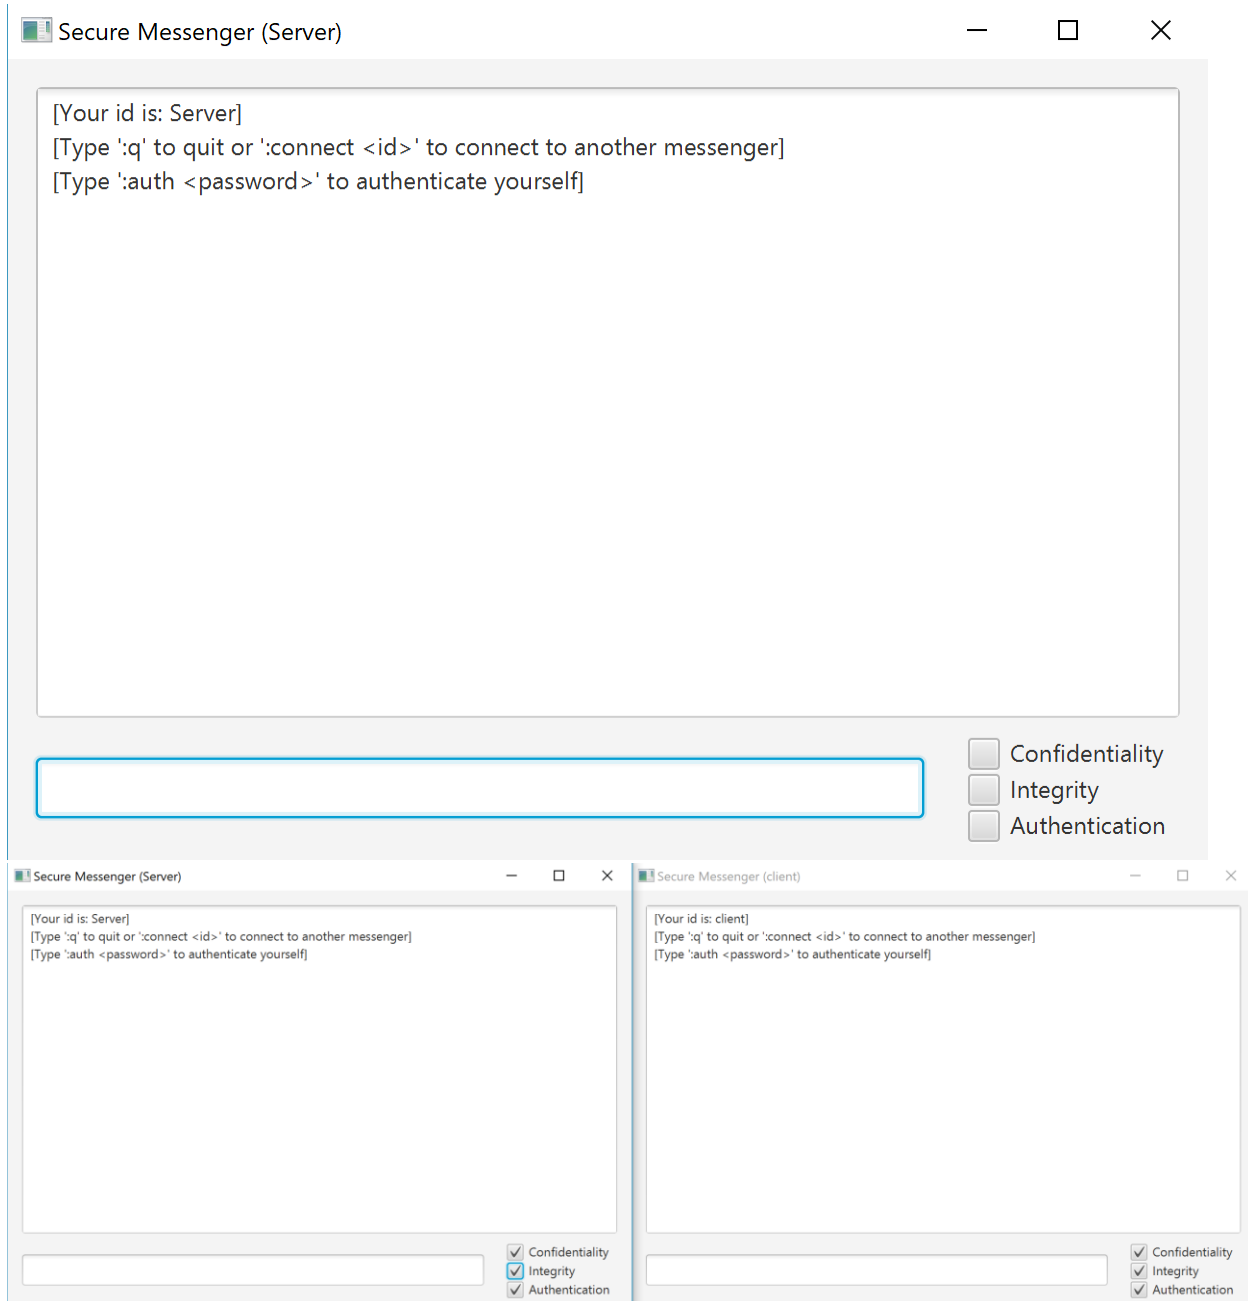 Secure Messenger (Server)
[Your id is: Server]
[Type ':q' to quit or ':connect <id>' to connect to another messenger]
[Type ':auth <password>' to authenticate yourself]
Confidentiality
Integrity
Authentication
Secure Messenger (Server)
[Your id is: Server]
[Type ':q' to quit or ':connect <id>' to connect to another messenger]
[Type ':auth <password>' to authenticate yourself]
Confidentiality
Integrity
Authentication
Secure Messenger (client)
[Your id is: client]
[Type ':q' to quit or ':connect <id>' to connect to another messenger]
[Type ':auth <password>' to authenticate yourself]
Confidentiality
Integrity
Authentication